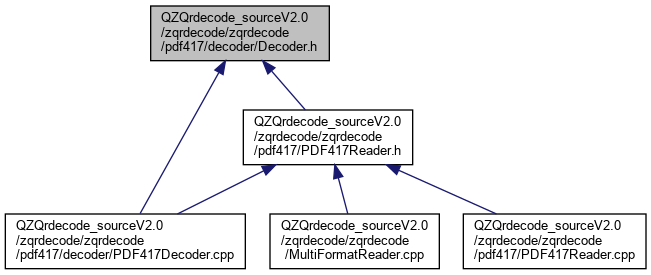 QZQrdecode_sourceV2.0
/zqrdecode/zqrdecode
/pdf417/decoder/Decoder.h
QZQrdecode_sourceV2.0
/zqrdecode/zqrdecode
/pdf417/PDF417Reader.h
QZQrdecode_sourceV2.0
/zqrdecode/zqrdecode
/pdf417/decoder/PDF417Decoder.cpp
QZQrdecode_sourceV2.0
/zqrdecode/zqrdecode
/MultiFormatReader.cpp
QZQrdecode_sourceV2.0
/zqrdecode/zqrdecode
/pdf417/PDF417Reader.cpp